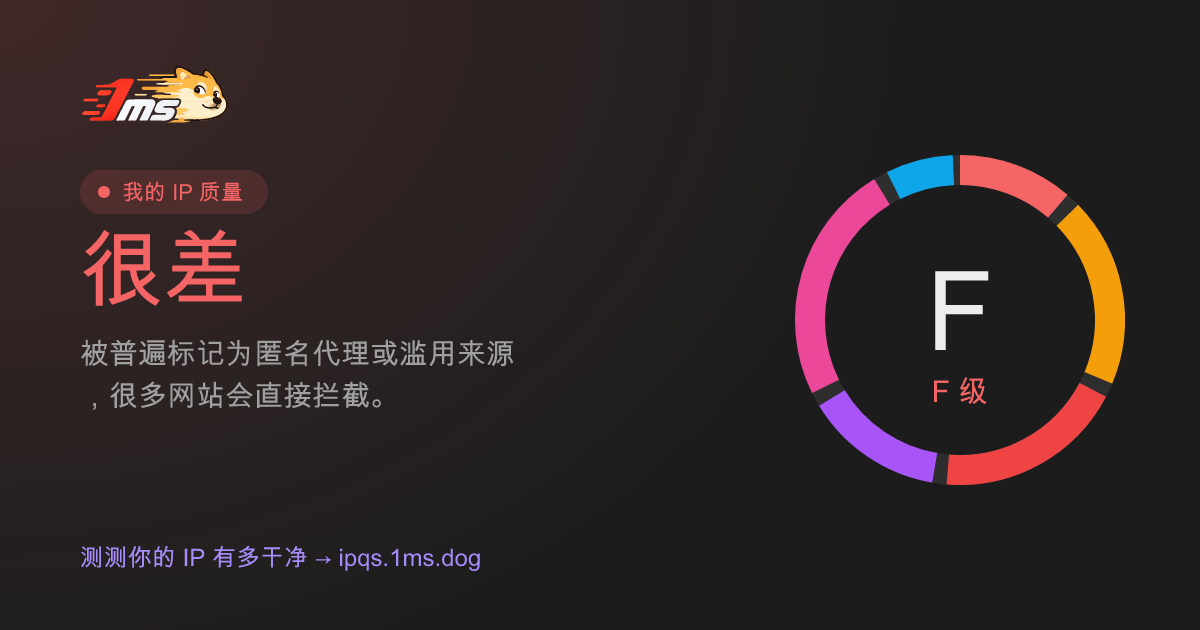 1ms
我的 IP 质量
很差
被普遍标记为匿名代理或滥用来源
，很多网站会直接拦截。
F
F 级
测测你的 IP 有多干净 → ipqs.1ms.dog